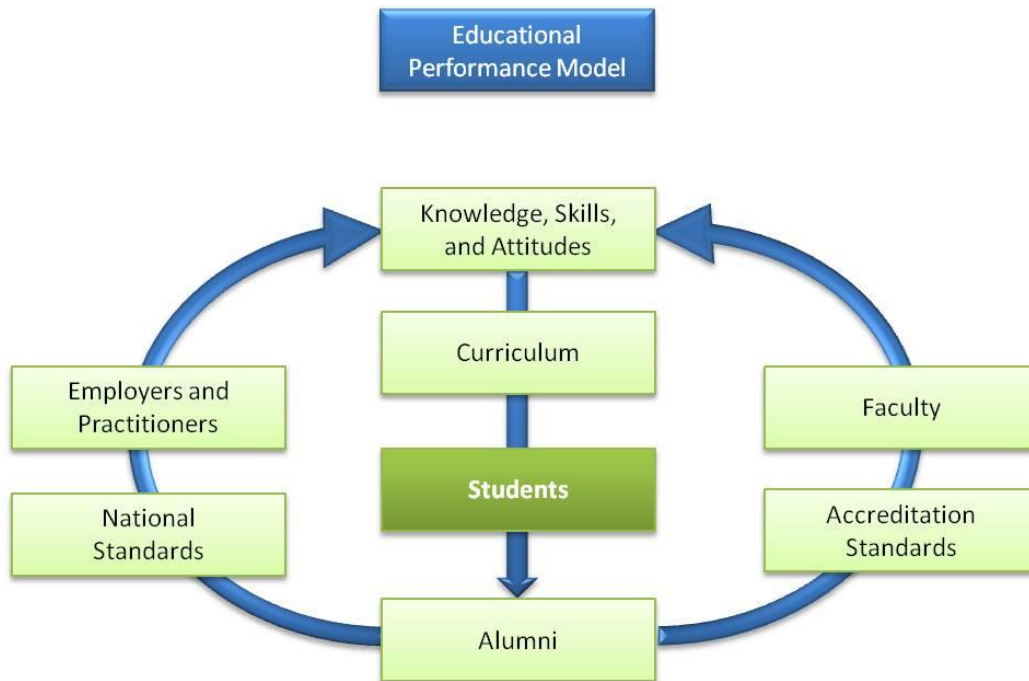 Educational
Performance Model
Knowledge, Skills,
and Attitudes
Curriculum
Employers and
Practitioners
Faculty
Students
National
Standards
Accreditation
Standards
Alumni